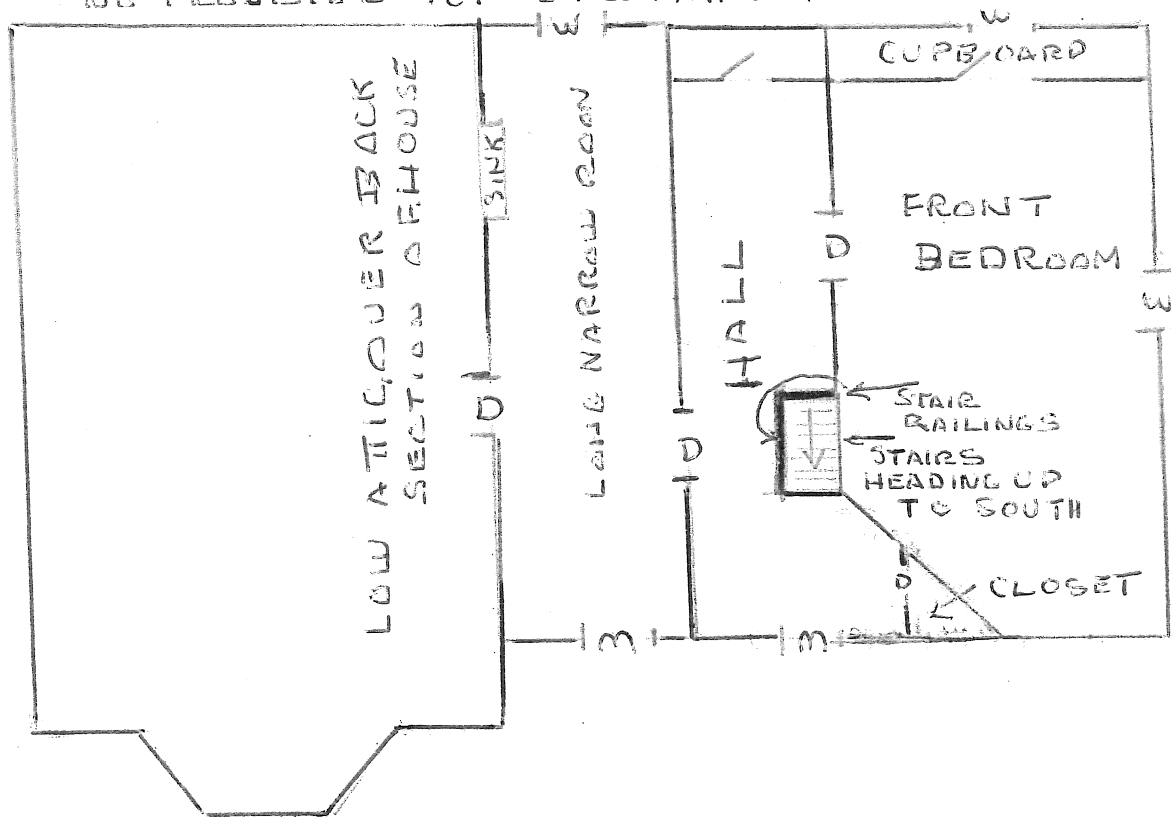 W
W
CUPBOARD
LOW ATTIC, OVER BACK
SECTION OF HOUSE
SINK
LONG NARROW ROOM
HALL
D
FRONT
BEDROOM
W
D
D
STAIR
RAILINGS
STAIRS
HEADING UP
TO SOUTH
D
CLOSET
W
W